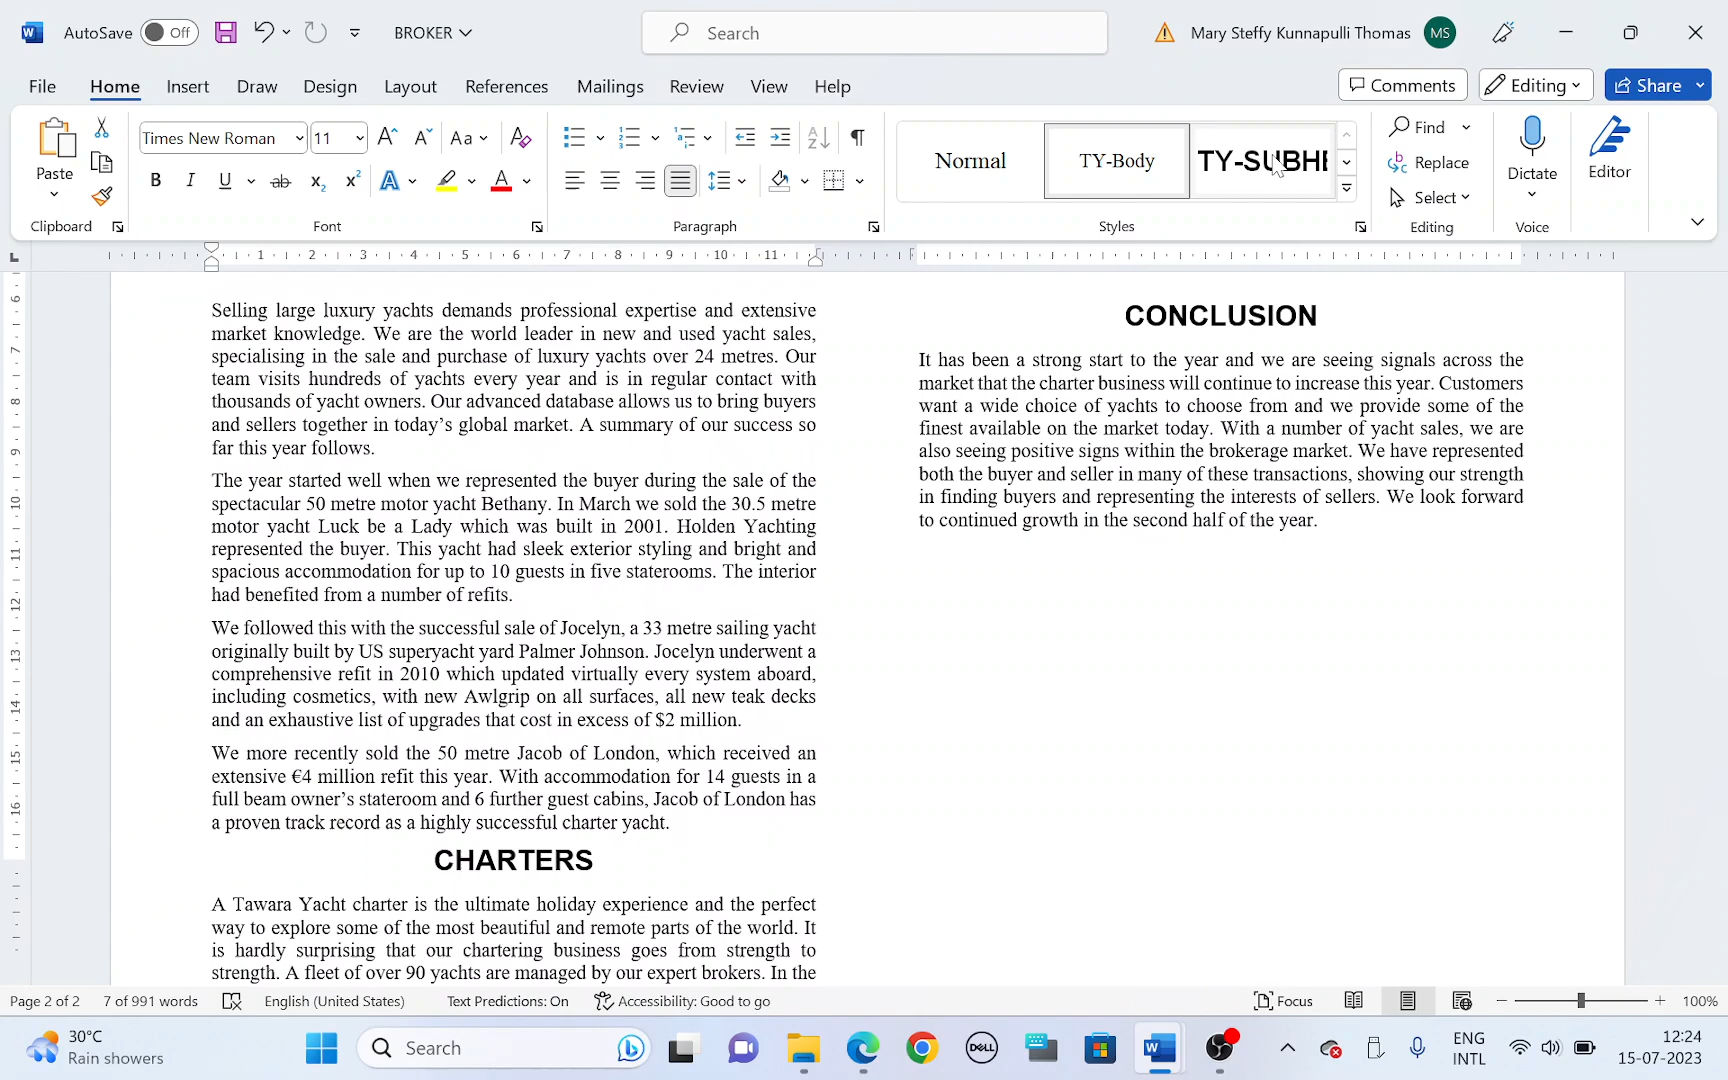 AutoSave Off BROKER Search Mary Steffy Kunnapulli Thomas MS
File Home Insert Draw Design Layout References Mailings Review View Help Comments Editing Share
Paste Times New Roman 11 Aa Normal TY-Body TY-SUBHE Find Replace Select Dictate Editor
Clipboard Font Paragraph Styles Editing Voice
1 2 3 4 5 6 7 8 9 10 11
Selling large luxury yachts demands professional expertise and extensive
market knowledge. We are the world leader in new and used yacht sales,
specialising in the sale and purchase of luxury yachts over 24 metres. Our
team visits hundreds of yachts every year and is in regular contact with
thousands of yacht owners. Our advanced database allows us to bring buyers
and sellers together in today's global market. A summary of our success so
far this year follows.
The year started well when we represented the buyer during the sale of the
spectacular 50 metre motor yacht Bethany. In March we sold the 30.5 metre
motor yacht Luck be a Lady which was built in 2001. Holden Yachting
represented the buyer. This yacht had sleek exterior styling and bright and
spacious accommodation for up to 10 guests in five staterooms. The interior
had benefited from a number of refits.
We followed this with the successful sale of Jocelyn, a 33 metre sailing yacht
originally built by US superyacht yard Palmer Johnson. Jocelyn underwent a
comprehensive refit in 2010 which updated virtually every system aboard,
including cosmetics, with new Awlgrip on all surfaces, all new teak decks
and an exhaustive list of upgrades that cost in excess of $2 million.
We more recently sold the 50 metre Jacob of London, which received an
extensive €4 million refit this year. With accommodation for 14 guests in a
full beam owner's stateroom and 6 further guest cabins, Jacob of London has
a proven track record as a highly successful charter yacht.
CHARTERS
A Tawara Yacht charter is the ultimate holiday experience and the perfect
way to explore some of the most beautiful and remote parts of the world. It
is hardly surprising that our chartering business goes from strength to
strength. A fleet of over 90 yachts are managed by our expert brokers. In the
CONCLUSION
It has been a strong start to the year and we are seeing signals across the
market that the charter business will continue to increase this year. Customers
want a wide choice of yachts to choose from and we provide some of the
finest available on the market today. With a number of yacht sales, we are
also seeing positive signs within the brokerage market. We have represented
both the buyer and seller in many of these transactions, showing our strength
in finding buyers and representing the interests of sellers. We look forward
to continued growth in the second half of the year.
Page 2 of 2 7 of 991 words English (United States) Text Predictions: On Accessibility: Good to go Focus 100%
30°C
Rain showers
Search
DELL
ENG
INTL
12:24
15-07-2023